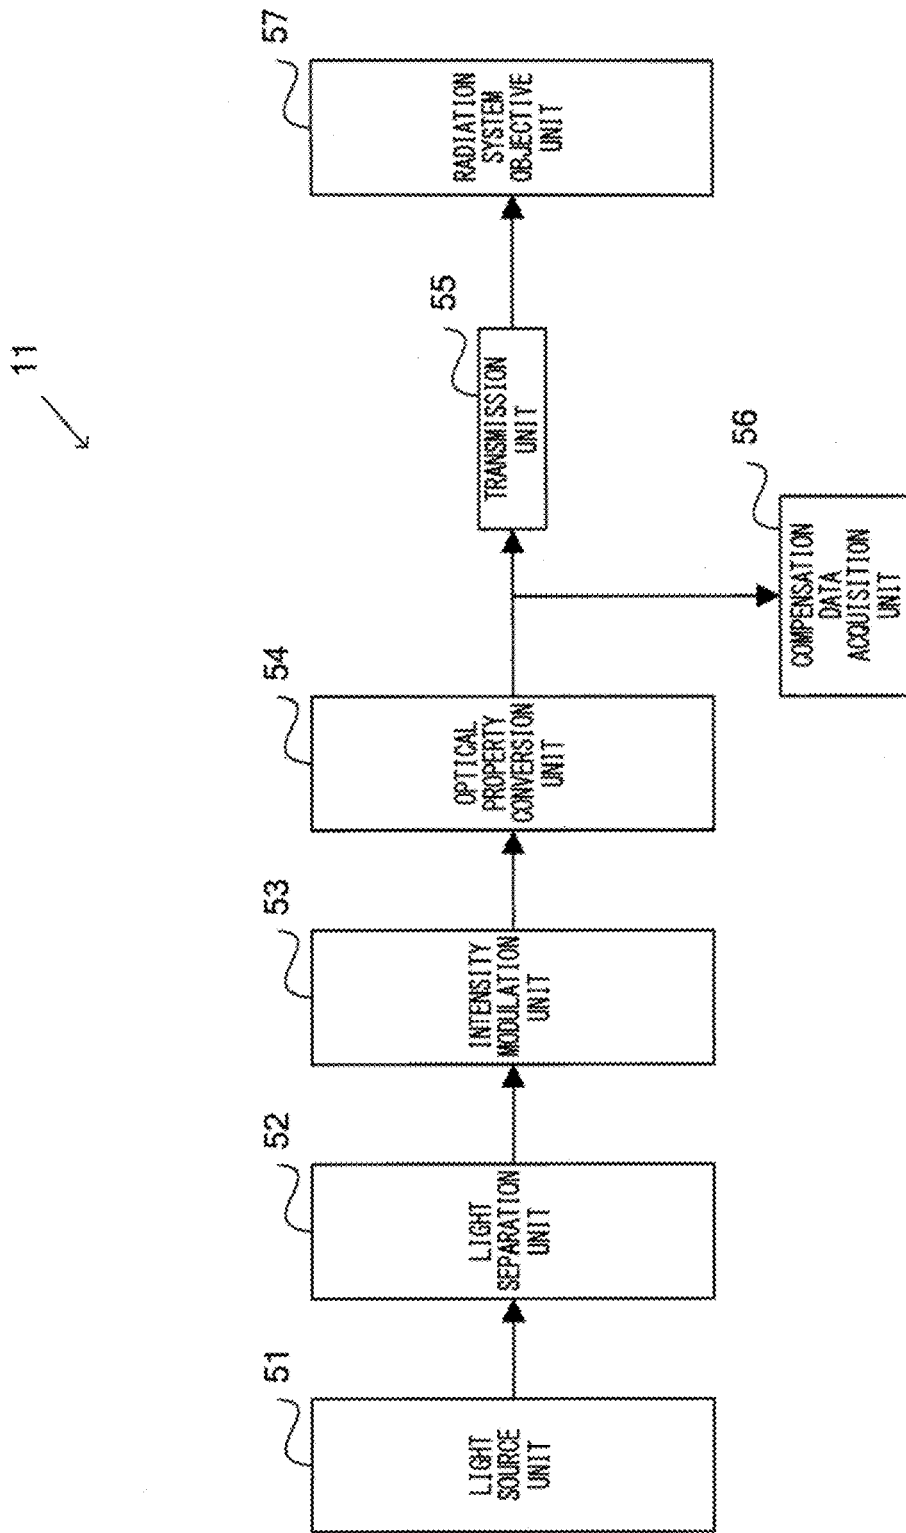 11
51
LIGHT
SOURCE
UNIT
52
LIGHT
SEPARATION
UNIT
53
INTENSITY
MODULATION
UNIT
54
OPTICAL
PROPERTY
CONVERSION
UNIT
55
TRANSMISSION
UNIT
56
COMPENSATION
DATA
ACQUISITION
UNIT
57
RADIATION
SYSTEM
OBJECTIVE
UNIT